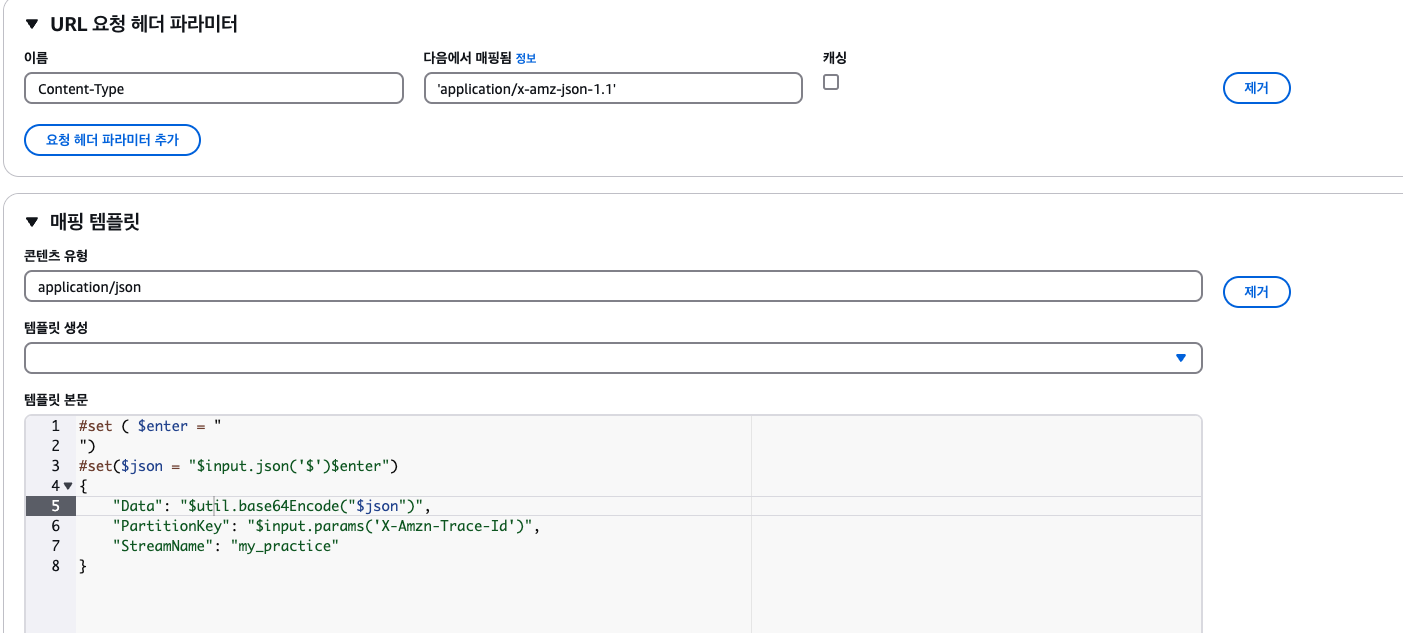 ▼ URL 요청 헤더 파라미터
이름 다음에서 매핑됨 정보 캐싱
Content-Type 'application/x-amz-json-1.1' 제거
요청 헤더 파라미터 추가
▼ 매핑 템플릿
콘텐츠 유형
application/json 제거
템플릿 생성
템플릿 본문
1 #set ( $enter = "
2 ")
3 #set($json = "$input.json('$')$enter")
4 {
5     "Data": "$util.base64Encode("$json")",
6     "PartitionKey": "$input.params('X-Amzn-Trace-Id')",
7     "StreamName": "my_practice"
8 }